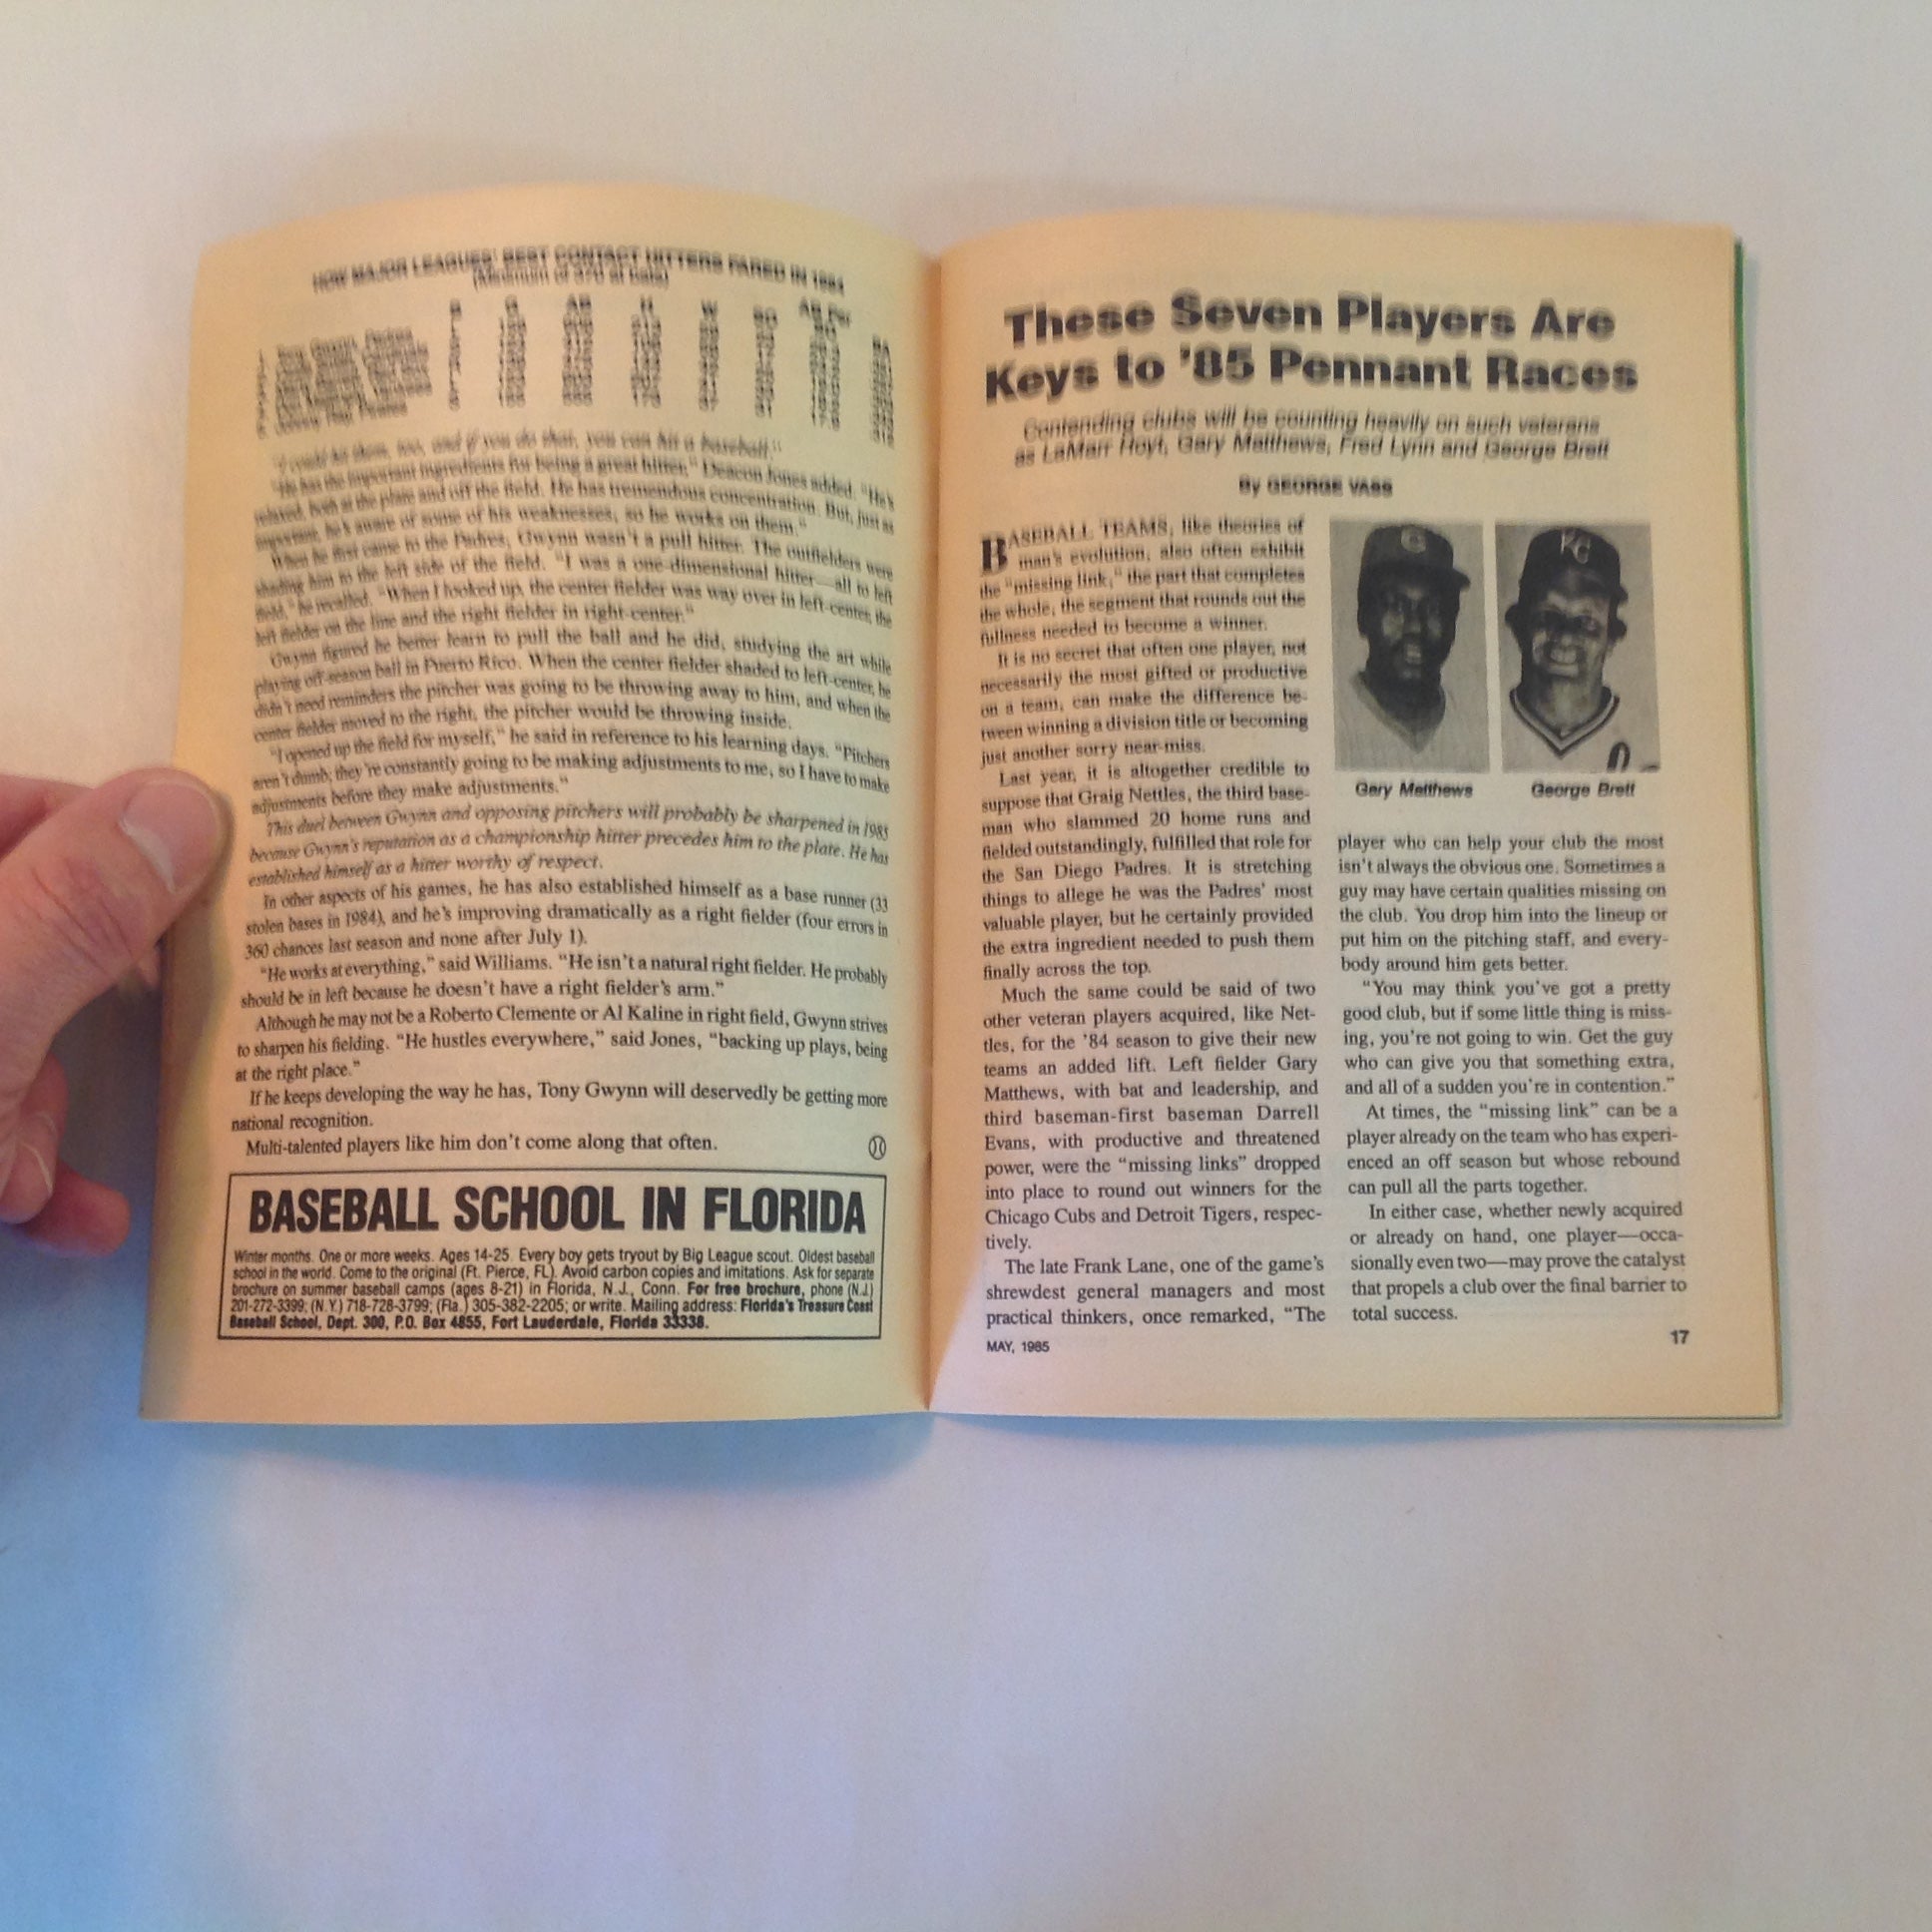 HOW MAJOR LEAGUES' BEST CONTACT HITTERS FARED IN 1984
(Minimum of 370 at bats)
"I could hit them, too, and if you do that, you can hit a baseball."
"He has the important ingredients for being a great hitter," Deacon Jones added. "He's
relaxed, both at the plate and off the field. He has tremendous concentration. But, just as
important, he's aware of some of his weaknesses, so he works on them."
When he first came to the Padres, Gwynn wasn't a pull hitter. The outfielders were
shading him to the left side of the field. "I was a one-dimensional hitter—all to left
field," he recalled. "When I looked up, the center fielder was way over in left-center, the
left fielder on the line and the right fielder in right-center."
Gwynn figured he better learn to pull the ball and he did, studying the art while
playing off-season ball in Puerto Rico. When the center fielder shaded to left-center, he
didn't need reminders the pitcher was going to be throwing away to him, and when the
center fielder moved to the right, the pitcher would be throwing inside.
"I opened up the field for myself," he said in reference to his learning days. "Pitchers
aren't dumb; they're constantly going to be making adjustments to me, so I have to make
adjustments before they make adjustments."
This duel between Gwynn and opposing pitchers will probably be sharpened in 1985
because Gwynn's reputation as a championship hitter precedes him to the plate. He has
established himself as a hitter worthy of respect.
In other aspects of his games, he has also established himself as a base runner (33
stolen bases in 1984), and he's improving dramatically as a right fielder (four errors in
360 chances last season and none after July 1).
"He works at everything," said Williams. "He isn't a natural right fielder. He probably
should be in left because he doesn't have a right fielder's arm."
Although he may not be a Roberto Clemente or Al Kaline in right field, Gwynn strives
to sharpen his fielding. "He hustles everywhere," said Jones, "backing up plays, being
at the right place."
If he keeps developing the way he has, Tony Gwynn will deservedly be getting more
national recognition.
Multi-talented players like him don't come along that often.
BASEBALL SCHOOL IN FLORIDA
Winter months. One or more weeks. Ages 14-25. Every boy gets tryout by Big League scout. Oldest baseball
school in the world. Come to the original (Ft. Pierce, FL). Avoid carbon copies and imitations. Ask for separate
brochure on summer baseball camps (ages 8-21) in Florida, N.J., Conn. For free brochure, phone (N.J.)
201-272-3399; (N.Y.) 718-728-3799; (Fla.) 305-382-2205; or write. Mailing address: Florida's Treasure Coast
Baseball School, Dept. 300, P.O. Box 4855, Fort Lauderdale, Florida 33338.
These Seven Players Are
Keys to '85 Pennant Races
Contending clubs will be counting heavily on such veterans
as LaMarr Hoyt, Gary Matthews, Fred Lynn and George Brett
By GEORGE VASS
BASEBALL TEAMS, like theories of
man's evolution, also often exhibit
the "missing link," the part that completes
the whole, the segment that rounds out the
fullness needed to become a winner.
It is no secret that often one player, not
necessarily the most gifted or productive
on a team, can make the difference be-
tween winning a division title or becoming
just another sorry near-miss.
Last year, it is altogether credible to
suppose that Graig Nettles, the third base-
man who slammed 20 home runs and
fielded outstandingly, fulfilled that role for
the San Diego Padres. It is stretching
things to allege he was the Padres' most
valuable player, but he certainly provided
the extra ingredient needed to push them
finally across the top.
Much the same could be said of two
other veteran players acquired, like Net-
tles, for the '84 season to give their new
teams an added lift. Left fielder Gary
Matthews, with bat and leadership, and
third baseman-first baseman Darrell
Evans, with productive and threatened
power, were the "missing links" dropped
into place to round out winners for the
Chicago Cubs and Detroit Tigers, respec-
tively.
The late Frank Lane, one of the game's
shrewdest general managers and most
practical thinkers, once remarked, "The
C
KC
Gary Matthews
George Brett
player who can help your club the most
isn't always the obvious one. Sometimes a
guy may have certain qualities missing on
the club. You drop him into the lineup or
put him on the pitching staff, and every-
body around him gets better.
"You may think you've got a pretty
good club, but if some little thing is miss-
ing, you're not going to win. Get the guy
who can give you that something extra,
and all of a sudden you're in contention."
At times, the "missing link" can be a
player already on the team who has experi-
enced an off season but whose rebound
can pull all the parts together.
In either case, whether newly acquired
or already on hand, one player—occa-
sionally even two—may prove the catalyst
that propels a club over the final barrier to
total success.
MAY, 1985
17